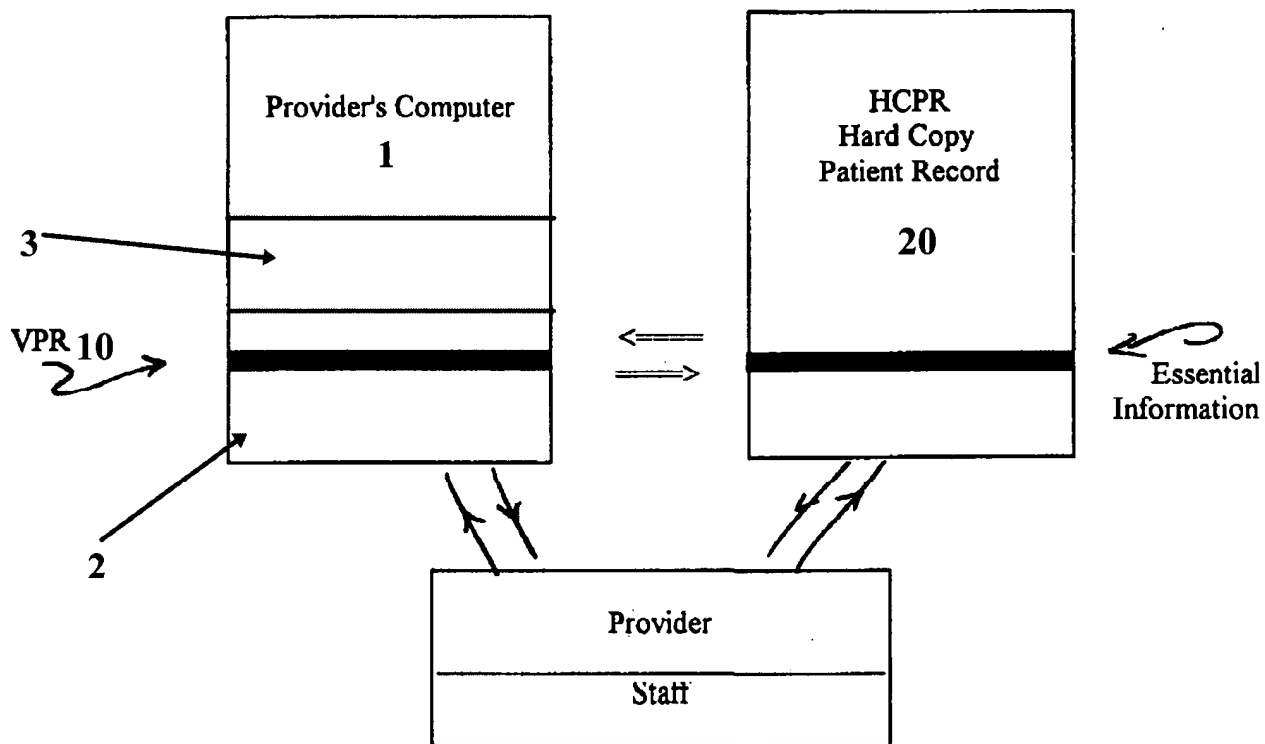 Provider's Computer
1
HCPR
Hard Copy
Patient Record
20
3
VPR 10
Essential
Information
2
Provider
Staff